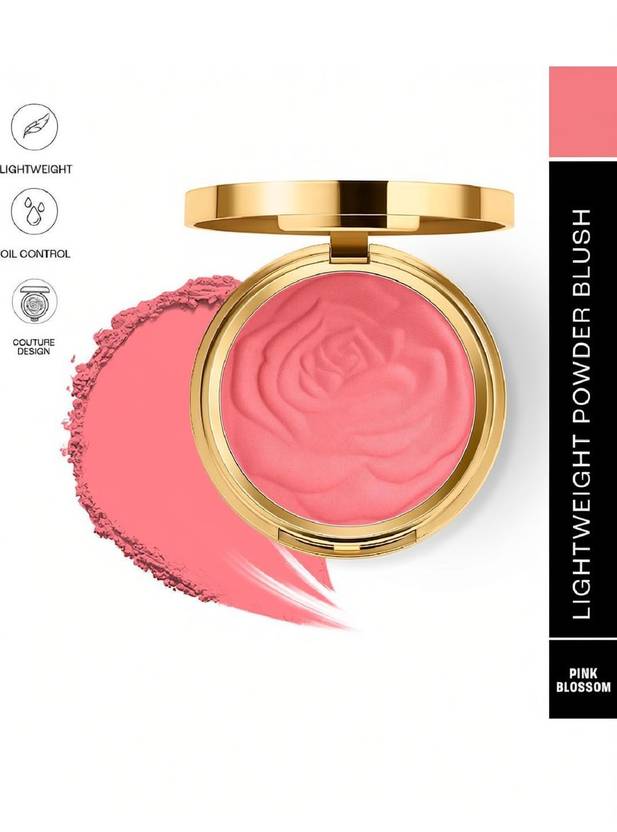 LIGHTWEIGHT
OIL CONTROL
COUTURE
DESIGN
LIGHTWEIGHT POWDER BLUSH
PINK
BLOSSOM